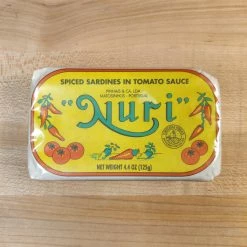 SPICED SARDINES IN TOMATO SAUCE
PINHAIS & CA. LDA
MATOSINHOS - PORTUGAL
"Nuri"
NET WEIGHT 4.4 OZ (125g)